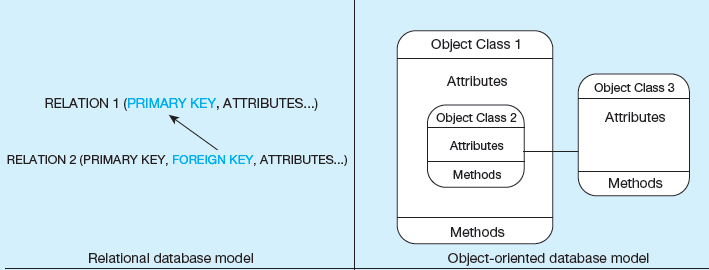 RELATION 1 (PRIMARY KEY, ATTRIBUTES...)
RELATION 2 (PRIMARY KEY, FOREIGN KEY, ATTRIBUTES...)
Relational database model
Object Class 1
Attributes
Object Class 2
Attributes
Methods
Methods
Object Class 3
Attributes
Methods
Object-oriented database model